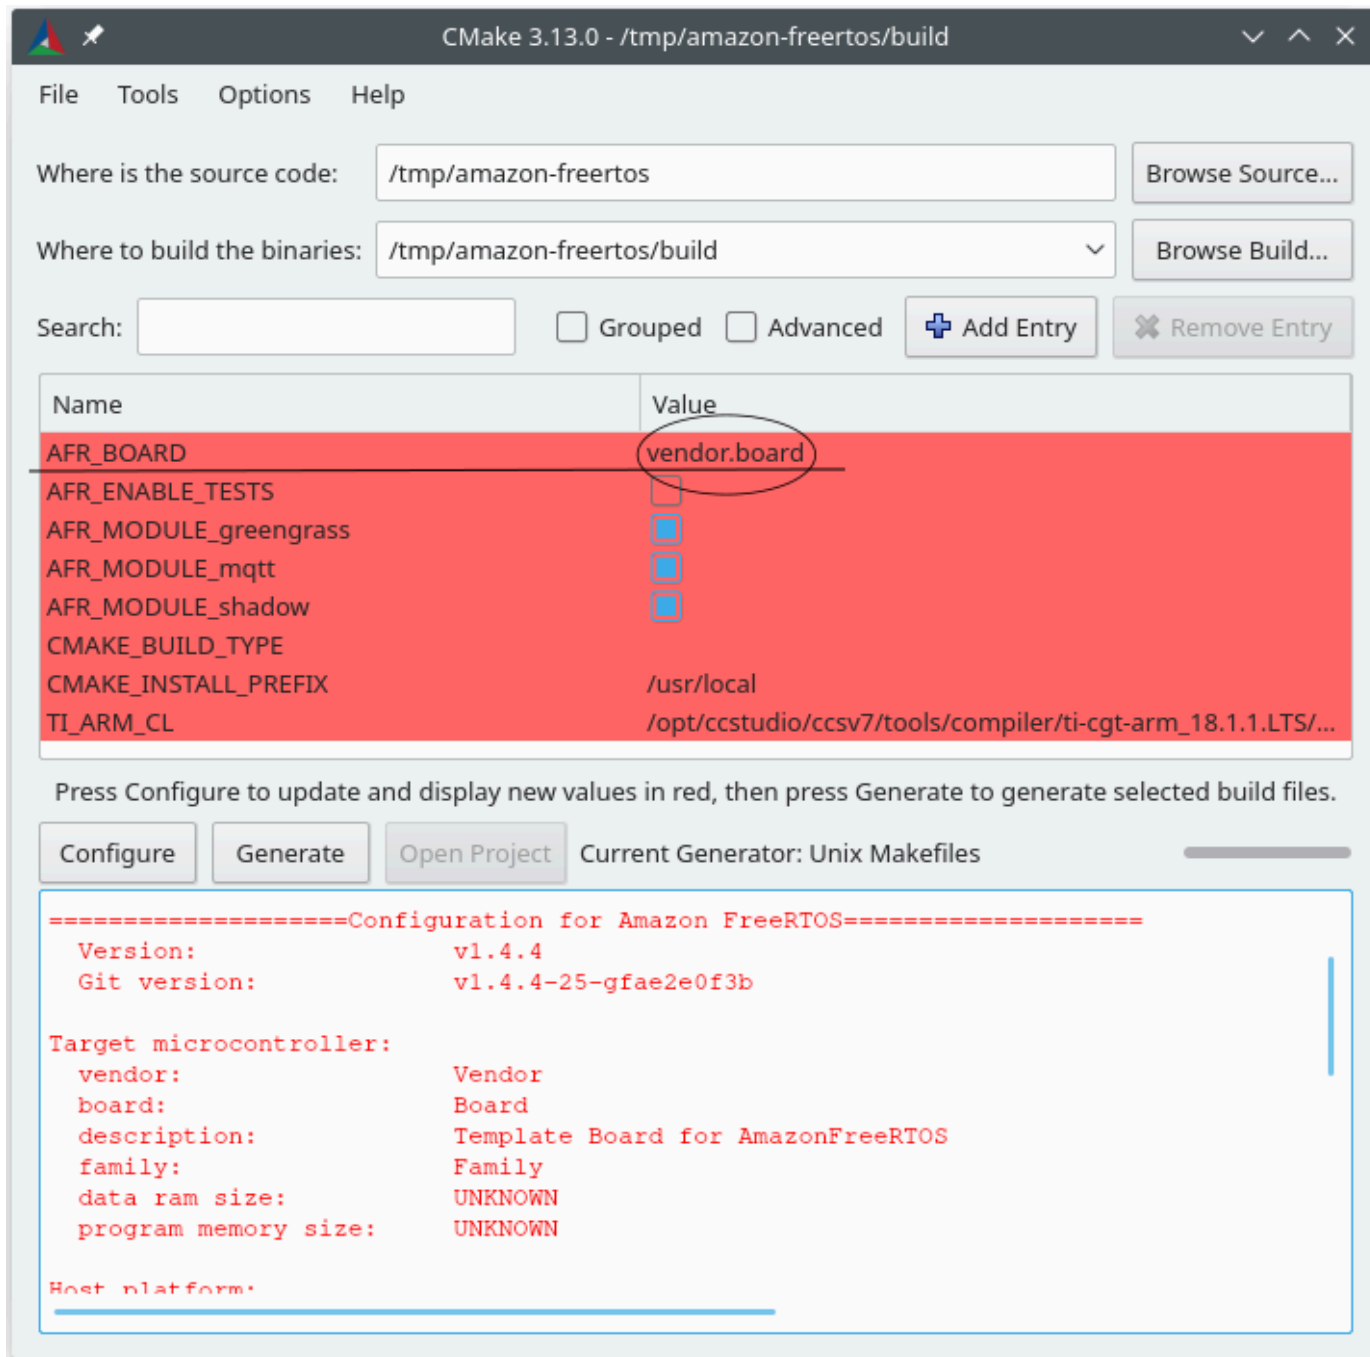 CMake 3.13.0 - /tmp/amazon-freertos/build
File Tools Options Help
Where is the source code: /tmp/amazon-freertos Browse Source...
Where to build the binaries: /tmp/amazon-freertos/build Browse Build...
Search: Grouped Advanced Add Entry Remove Entry
Name Value
AFR_BOARD vendor.board
AFR_ENABLE_TESTS
AFR_MODULE_greengrass
AFR_MODULE_mqtt
AFR_MODULE_shadow
CMAKE_BUILD_TYPE
CMAKE_INSTALL_PREFIX /usr/local
TI_ARM_CL /opt/ccstudio/ccsv7/tools/compiler/ti-cgt-arm_18.1.1.LTS/...
Press Configure to update and display new values in red, then press Generate to generate selected build files.
Configure Generate Open Project Current Generator: Unix Makefiles
====================Configuration for Amazon FreeRTOS====================
Version: v1.4.4
Git version: v1.4.4-25-gfae2e0f3b
Target microcontroller:
vendor: Vendor
board: Board
description: Template Board for AmazonFreeRTOS
family: Family
data ram size: UNKNOWN
program memory size: UNKNOWN
Host platform: